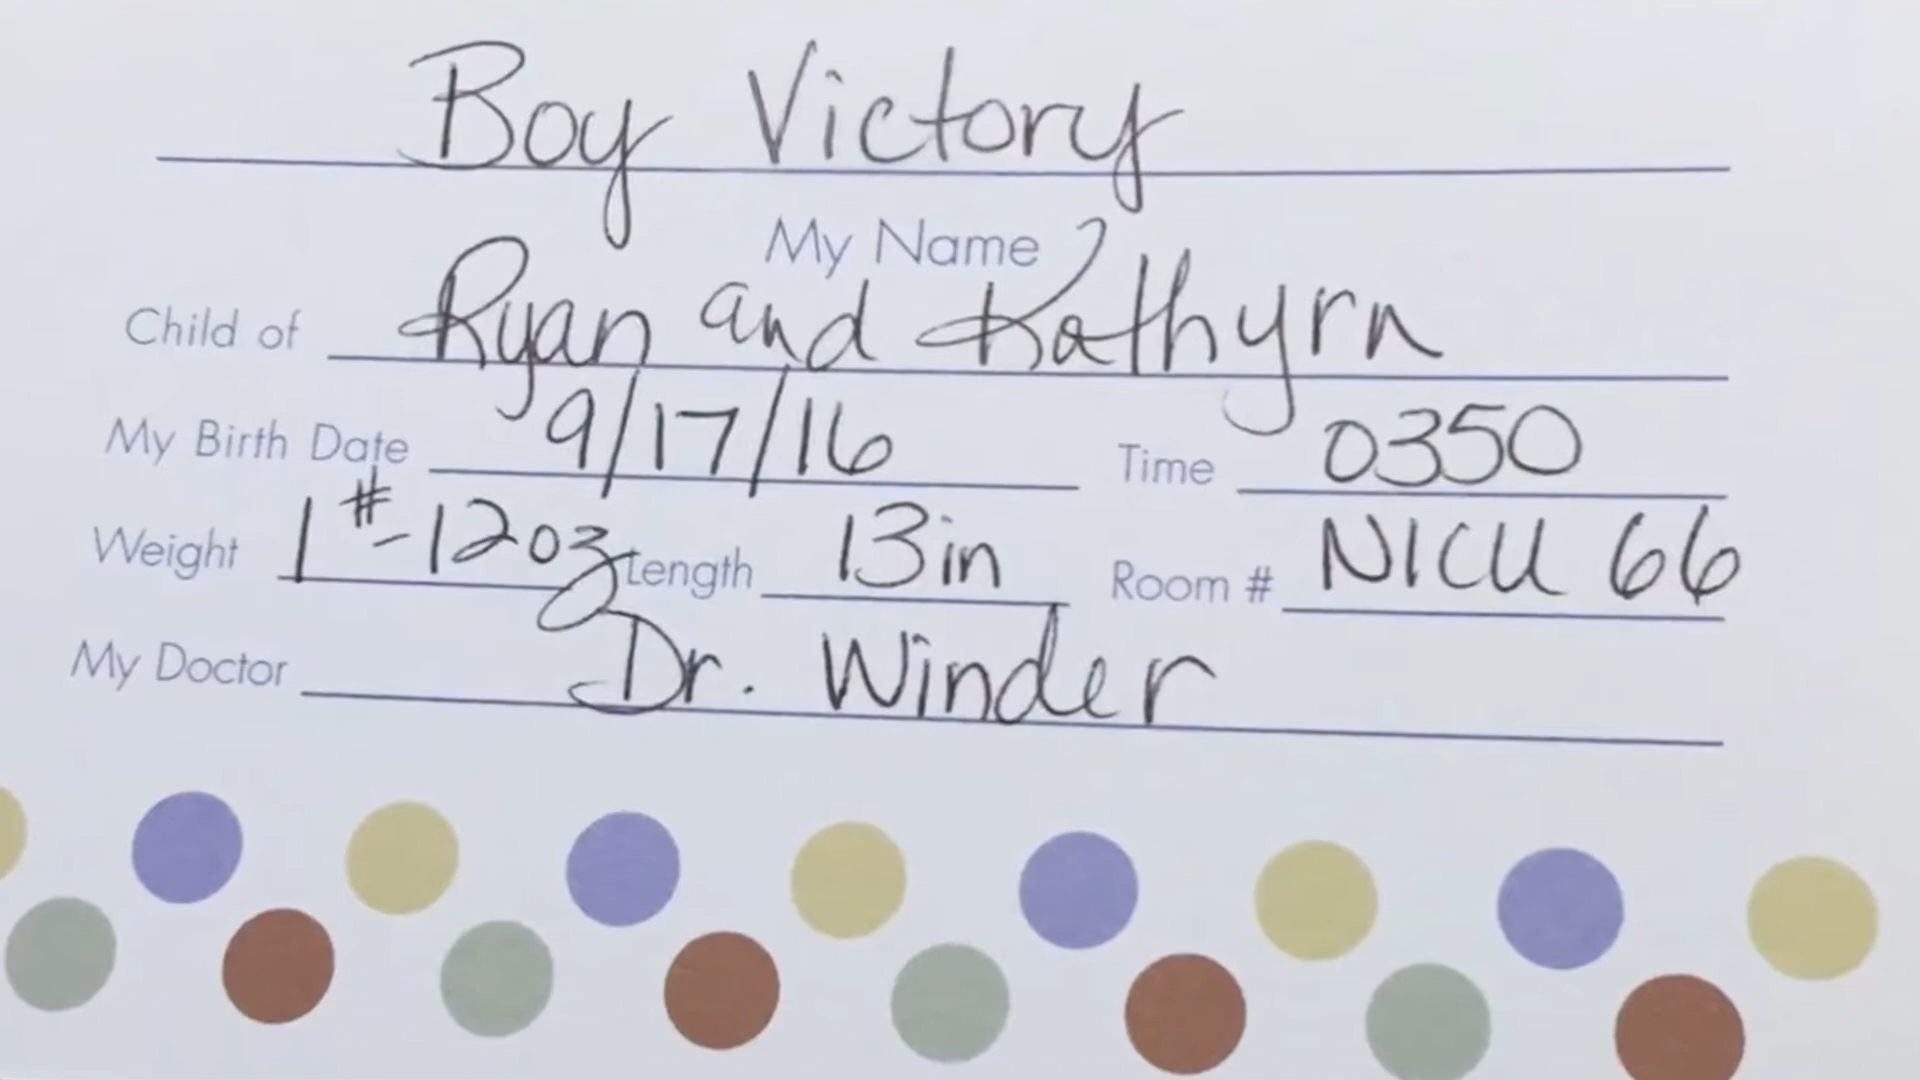 Boy Victory
My Name
Child of Ryan and Kathyrn
My Birth Date 9/17/16 Time 0350
Weight 1#-12oz Length 13in Room # NICU 66
My Doctor Dr. Winder